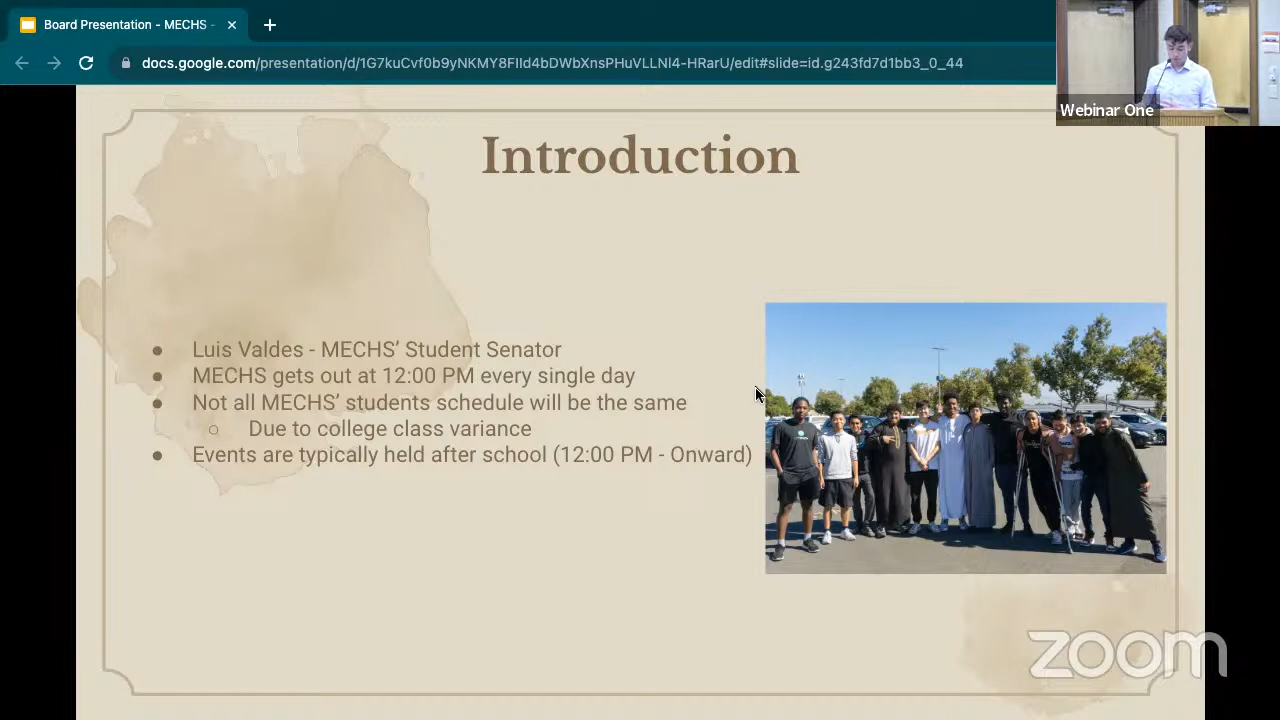 Board Presentation - MECHS -
docs.google.com/presentation/d/1G7kuCvf0b9yNKMY8FIId4bDWbXnsPHuVLLNI4-HRarU/edit#slide=id.g243fd7d1bb3_0_44
Webinar One
Introduction
Luis Valdes - MECHS’ Student Senator
MECHS gets out at 12:00 PM every single day
Not all MECHS’ students schedule will be the same
Due to college class variance
Events are typically held after school (12:00 PM - Onward)
zoom